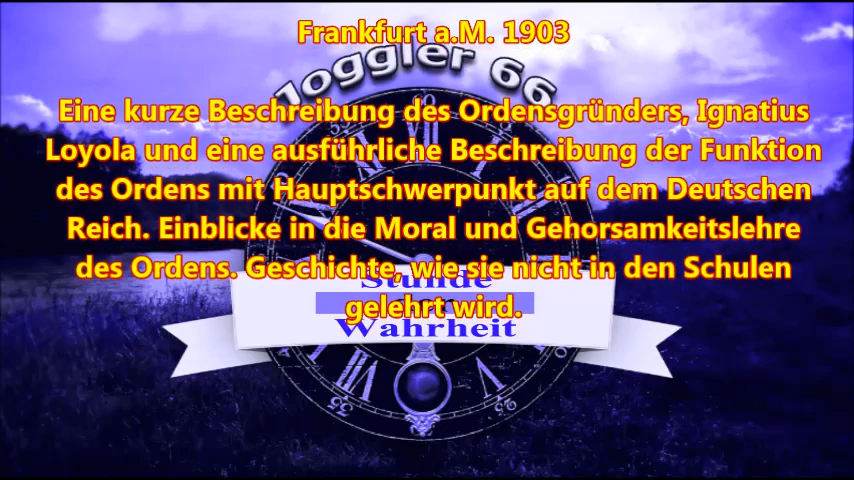 Frankfurt a.M. 1903
Joggler 66
Eine kurze Beschreibung des Ordensgründers, Ignatius
Loyola und eine ausführliche Beschreibung der Funktion
des Ordens mit Hauptschwerpunkt auf dem Deutschen
Reich. Einblicke in die Moral und Gehorsamkeitslehre
des Ordens. Geschichte, wie sie nicht in den Schulen
gelehrt wird.
Stunde
Wahrheit